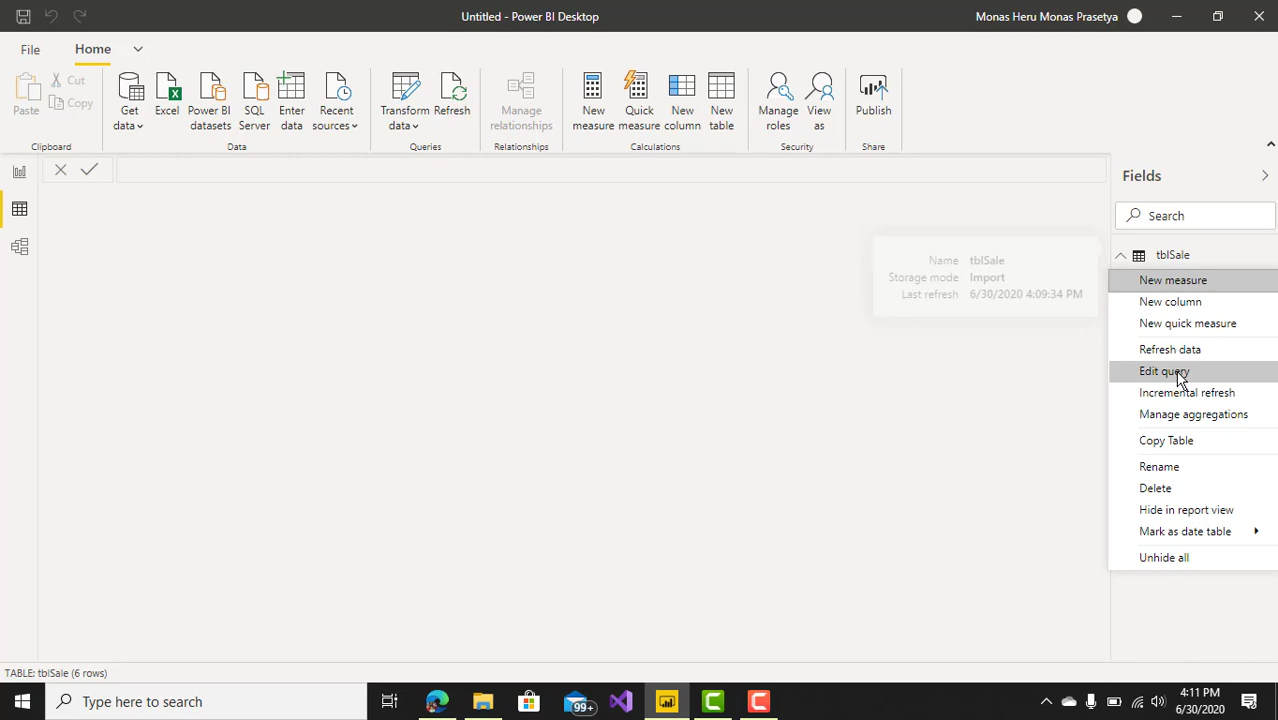 Untitled - Power BI Desktop
Monas Heru Monas Prasetya
File
Home
Paste
Cut
Copy
Clipboard
Get data
Excel
Power BI datasets
SQL Server
Enter data
Recent sources
Data
Transform data
Refresh
Queries
Manage relationships
Relationships
New measure
Quick measure
New column
New table
Calculations
Manage roles
View as
Security
Publish
Share
Fields
Search
Name tblSale
Storage mode Import
Last refresh 6/30/2020 4:09:34 PM
tblSale
New measure
New column
New quick measure
Refresh data
Edit query
Incremental refresh
Manage aggregations
Copy Table
Rename
Delete
Hide in report view
Mark as date table
Unhide all
TABLE: tblSale (6 rows)
Type here to search
99+
4:11 PM
6/30/2020